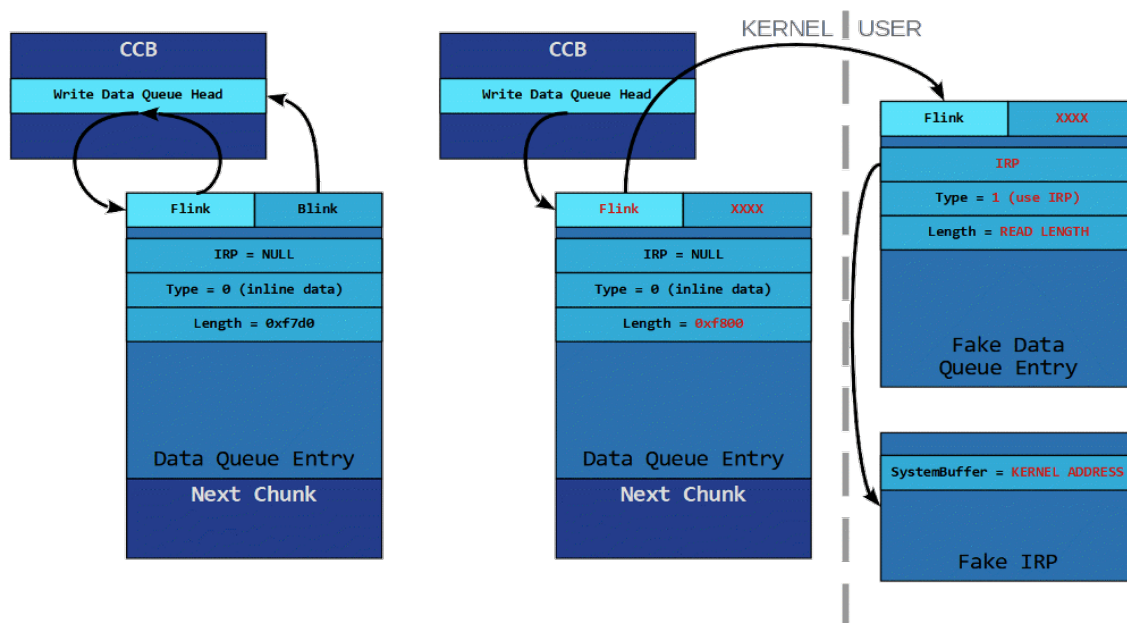 CCB
Write Data Queue Head
Flink
Blink
IRP = NULL
Type = 0 (inline data)
Length = 0xf7d0
Data Queue Entry
Next Chunk
CCB
Write Data Queue Head
Flink
XXXX
IRP = NULL
Type = 0 (inline data)
Length = 0xf800
Data Queue Entry
Next Chunk
KERNEL
USER
Flink
XXXX
IRP
Type = 1 (use IRP)
Length = READ LENGTH
Fake Data
Queue Entry
SystemBuffer = KERNEL ADDRESS
Fake IRP